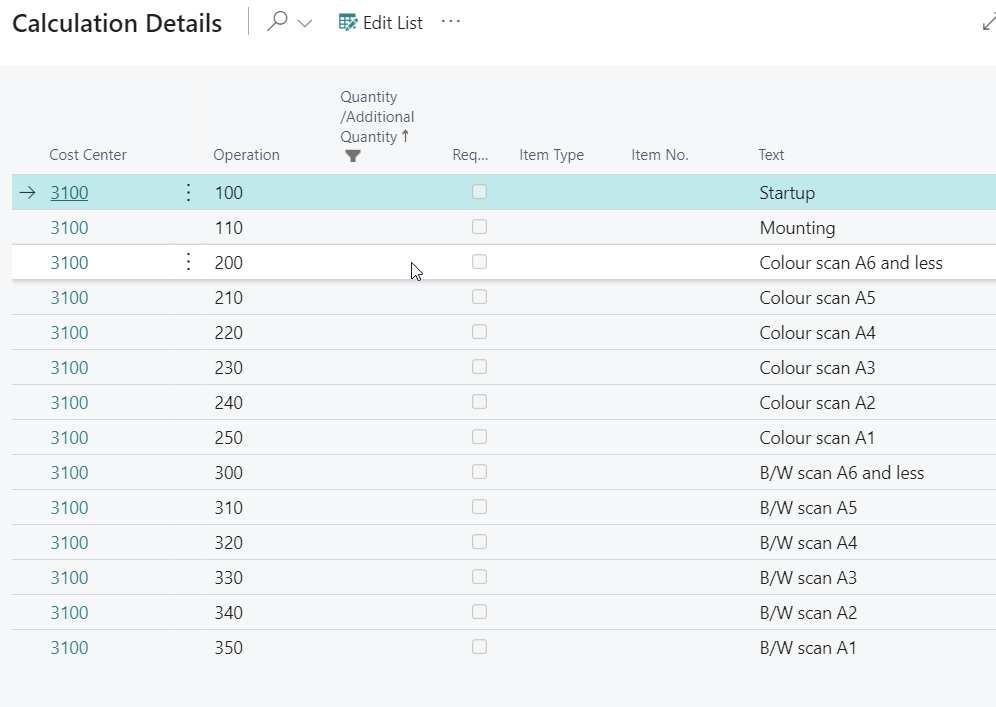 Calculation Details Edit List ...
Quantity
/Additional
Quantity ↑
Cost Center Operation Req... Item Type Item No. Text
3100 100 Startup
3100 110 Mounting
3100 200 Colour scan A6 and less
3100 210 Colour scan A5
3100 220 Colour scan A4
3100 230 Colour scan A3
3100 240 Colour scan A2
3100 250 Colour scan A1
3100 300 B/W scan A6 and less
3100 310 B/W scan A5
3100 320 B/W scan A4
3100 330 B/W scan A3
3100 340 B/W scan A2
3100 350 B/W scan A1